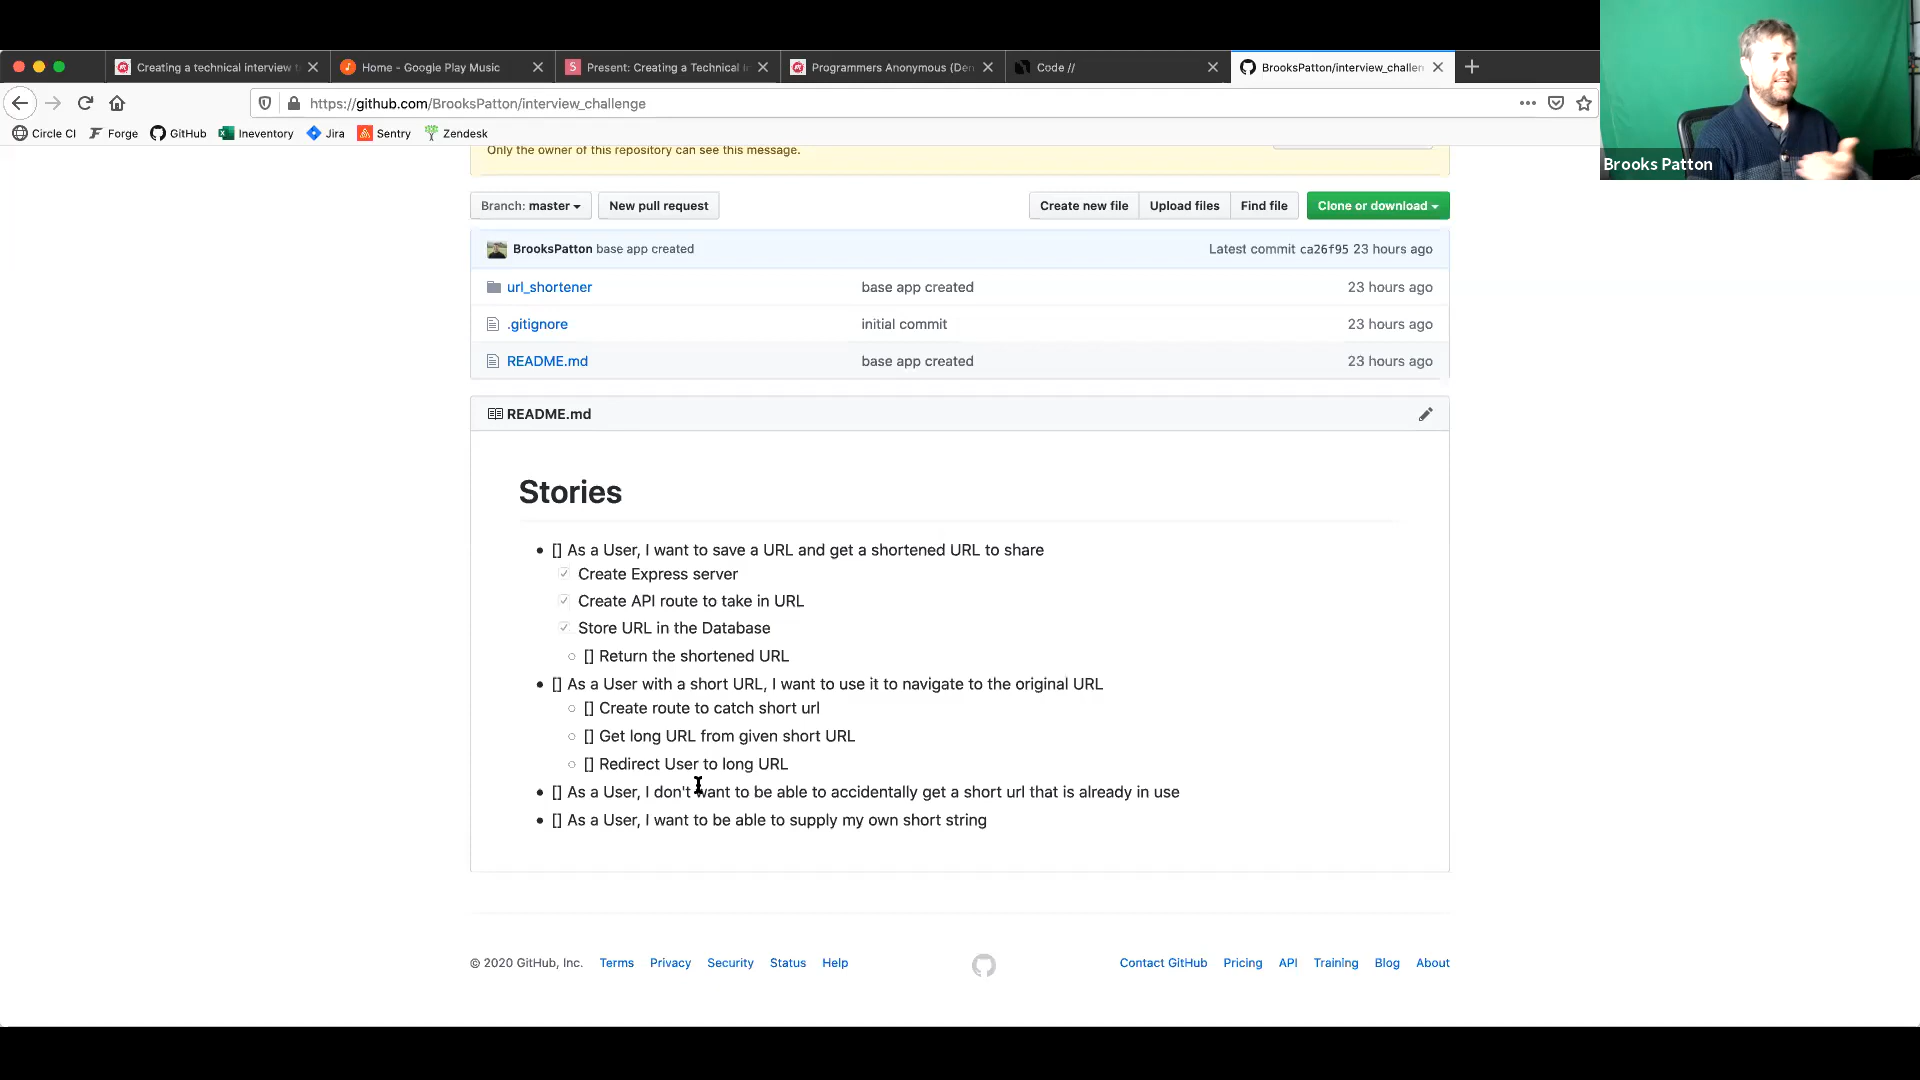 Creating a technical interview t
Home - Google Play Music
Present: Creating a Technical i
Programmers Anonymous (Den
Code //
BrooksPatton/interview_challen
https://github.com/BrooksPatton/interview_challenge
Circle CI
Forge
GitHub
Ineventory
Jira
Sentry
Zendesk
Brooks Patton
Only the owner of this repository can see this message.
Branch: master
New pull request
Create new file
Upload files
Find file
Clone or download
BrooksPatton base app created
Latest commit ca26f95 23 hours ago
url_shortener
base app created
23 hours ago
.gitignore
initial commit
23 hours ago
README.md
base app created
23 hours ago
README.md
Stories
[] As a User, I want to save a URL and get a shortened URL to share
Create Express server
Create API route to take in URL
Store URL in the Database
[] Return the shortened URL
[] As a User with a short URL, I want to use it to navigate to the original URL
[] Create route to catch short url
[] Get long URL from given short URL
[] Redirect User to long URL
[] As a User, I don't want to be able to accidentally get a short url that is already in use
[] As a User, I want to be able to supply my own short string
© 2020 GitHub, Inc.
Terms
Privacy
Security
Status
Help
Contact GitHub
Pricing
API
Training
Blog
About